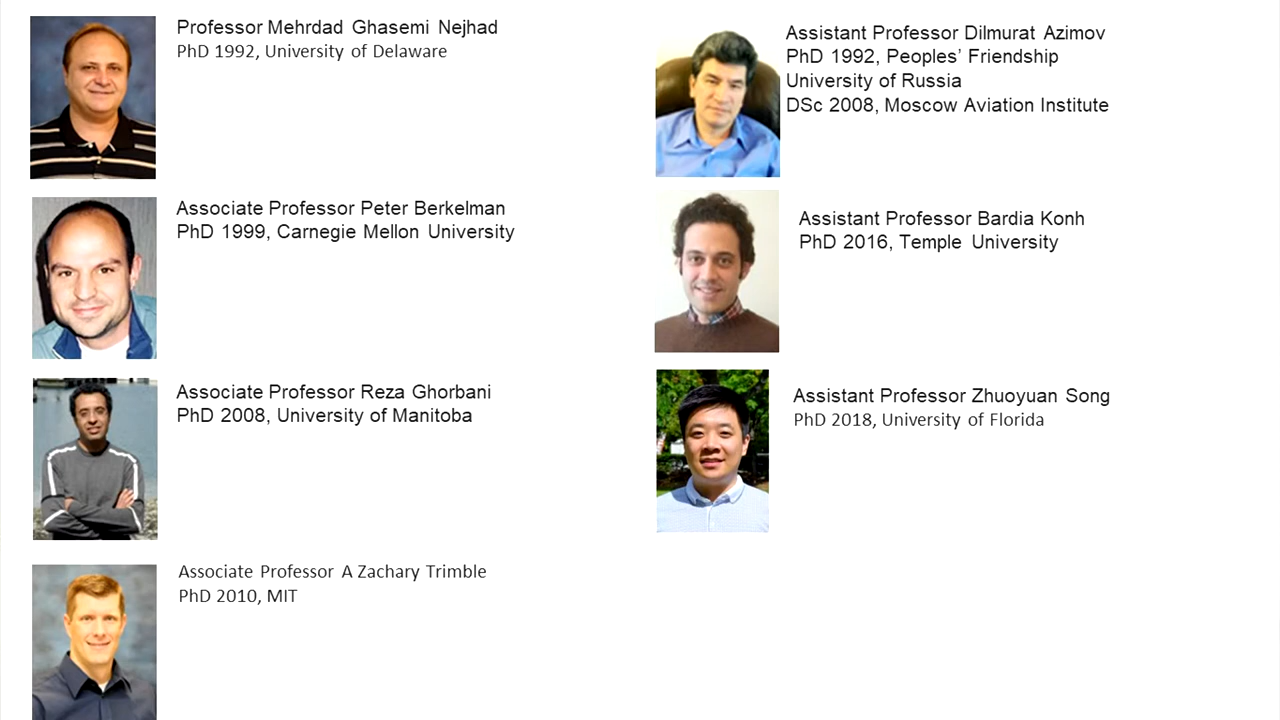 Professor Mehrdad Ghasemi Nejhad
PhD 1992, University of Delaware
Associate Professor Peter Berkelman
PhD 1999, Carnegie Mellon University
Associate Professor Reza Ghorbani
PhD 2008, University of Manitoba
Associate Professor A Zachary Trimble
PhD 2010, MIT
Assistant Professor Dilmurat Azimov
PhD 1992, Peoples’ Friendship
University of Russia
DSc 2008, Moscow Aviation Institute
Assistant Professor Bardia Konh
PhD 2016, Temple University
Assistant Professor Zhuoyuan Song
PhD 2018, University of Florida